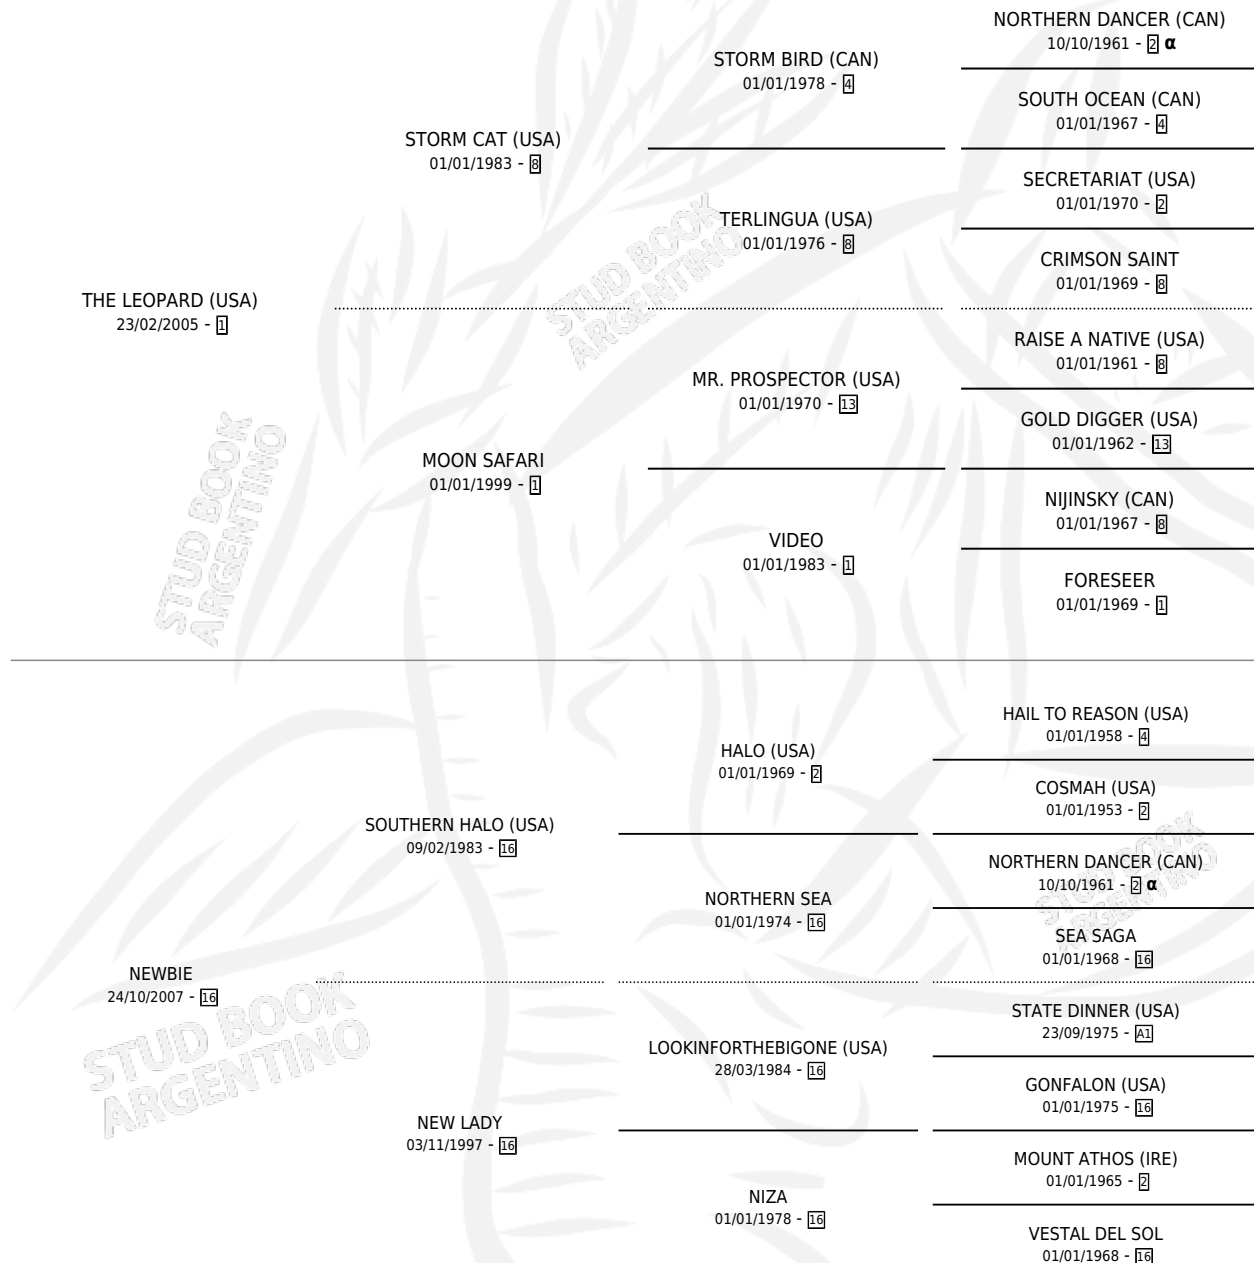 NORTHERN DANCER (CAN)
10/10/1961 - 2 α
STORM BIRD (CAN)
01/01/1978 - 4
SOUTH OCEAN (CAN)
01/01/1967 - 4
STORM CAT (USA)
01/01/1983 - 8
SECRETARIAT (USA)
01/01/1970 - 2
TERLINGUA (USA)
01/01/1976 - 8
CRIMSON SAINT
01/01/1969 - 8
THE LEOPARD (USA)
23/02/2005 - 1
RAISE A NATIVE (USA)
01/01/1961 - 8
MR. PROSPECTOR (USA)
01/01/1970 - 13
GOLD DIGGER (USA)
01/01/1962 - 13
MOON SAFARI
01/01/1999 - 1
NIJINSKY (CAN)
01/01/1967 - 8
VIDEO
01/01/1983 - 1
FORESEER
01/01/1969 - 1
HAIL TO REASON (USA)
01/01/1958 - 4
HALO (USA)
01/01/1969 - 2
COSMAH (USA)
01/01/1953 - 2
SOUTHERN HALO (USA)
09/02/1983 - 16
NORTHERN DANCER (CAN)
10/10/1961 - 2 α
NORTHERN SEA
01/01/1974 - 16
SEA SAGA
01/01/1968 - 16
NEWBIE
24/10/2007 - 16
STATE DINNER (USA)
23/09/1975 - A1
LOOKINFORTHEBIGONE (USA)
28/03/1984 - 16
GONFALON (USA)
01/01/1975 - 16
NEW LADY
03/11/1997 - 16
MOUNT ATHOS (IRE)
01/01/1965 - 2
NIZA
01/01/1978 - 16
VESTAL DEL SOL
01/01/1968 - 16
STUD BOOK
ARGENTINO
STUD BOOK
ARGENTINO
STUD BOOK
ARGENTINO
STUD BOOK
ARGENTINO